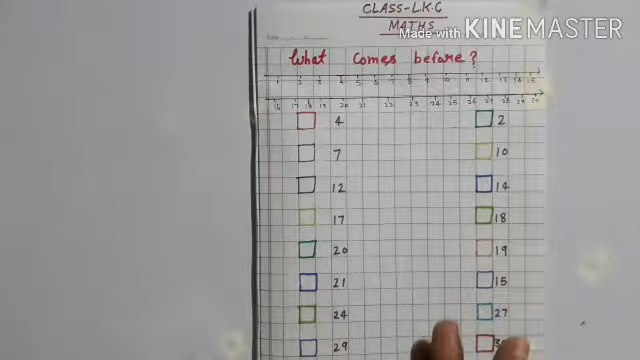 CLASS-L.K.G
MATHS
Made with KINEMASTER
Date
What comes before?
1 2 3 4 5 6 7 8 9 10 11 12 13 14 15
16 17 18 19 20 21 22 23 24 25 26 27 28 29 30
4 2
7 10
12 14
17 18
20 19
21 15
24 27
29 3